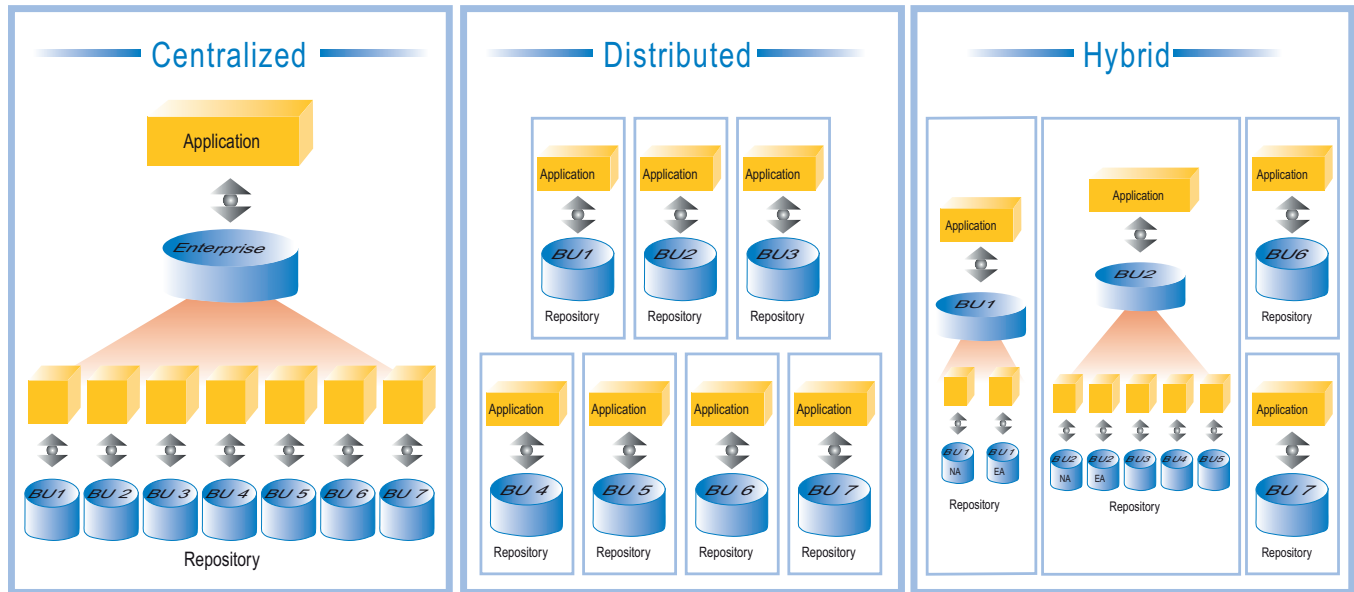 Centralized
Application
Enterprise
BU1 BU 2 BU 3 BU 4 BU 5 BU 6 BU 7
Repository
Distributed
Application Application Application
BU1 BU2 BU3
Repository Repository Repository
Application Application Application Application
BU 4 BU 5 BU 6 BU 7
Repository Repository Repository Repository
Hybrid
Application
BU1
BU1 BU1
NA EA
Repository
Application
BU2
BU2 BU2 BU3 BU4 BU5
NA EA
Repository
Application
BU6
Repository
Application
BU 7
Repository